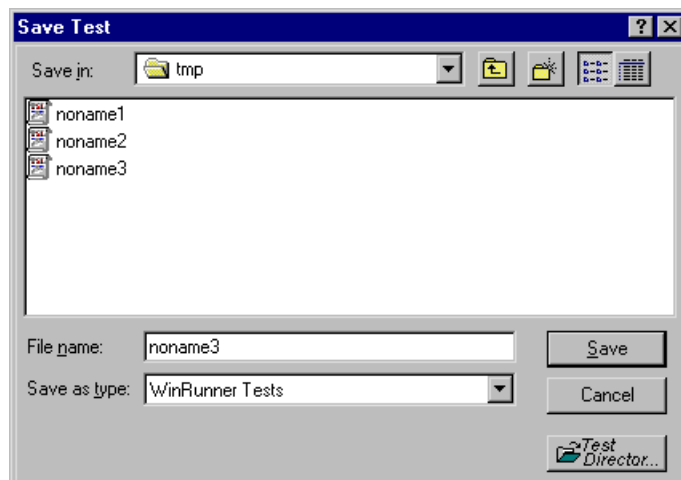 Save Test
Save in:
tmp
noname1
noname2
noname3
File name:
noname3
Save
Save as type:
WinRunner Tests
Cancel
Test
Director...